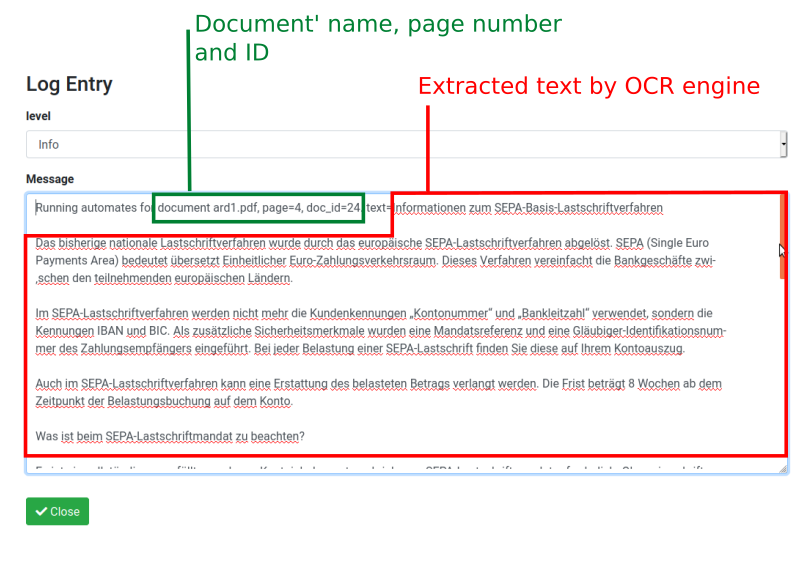 Document' name, page number
and ID
Log Entry
Extracted text by OCR engine
level
Info
Message
Running automates for document ard1.pdf, page=4, doc_id=24, text=Informationen zum SEPA-Basis-Lastschriftverfahren
Das bisherige nationale Lastschriftverfahren wurde durch das europäische SEPA-Lastschriftverfahren abgelöst. SEPA (Single Euro
Payments Area) bedeutet übersetzt Einheitlicher Euro-Zahlungsverkehrsraum. Dieses Verfahren vereinfacht die Bankgeschäfte zwi-
‚schen den teilnehmenden europäischen Ländern.
Im SEPA-Lastschriftverfahren werden nicht mehr die Kundenkennungen „Kontonummer“ und „Bankleitzahl“ verwendet, sondern die
Kennungen IBAN und BIC. Als zusätzliche Sicherheitsmerkmale wurden eine Mandatsreferenz und eine Gläubiger-Identifikationsnum-
mer des Zahlungsempfängers eingeführt. Bei jeder Belastung einer SEPA-Lastschrift finden Sie diese auf Ihrem Kontoauszug.
Auch im SEPA-Lastschriftverfahren kann eine Erstattung des belasteten Betrags verlangt werden. Die Frist beträgt 8 Wochen ab dem
Zeitpunkt der Belastungsbuchung auf dem Konto.
Was ist beim SEPA-Lastschriftmandat zu beachten?
Close